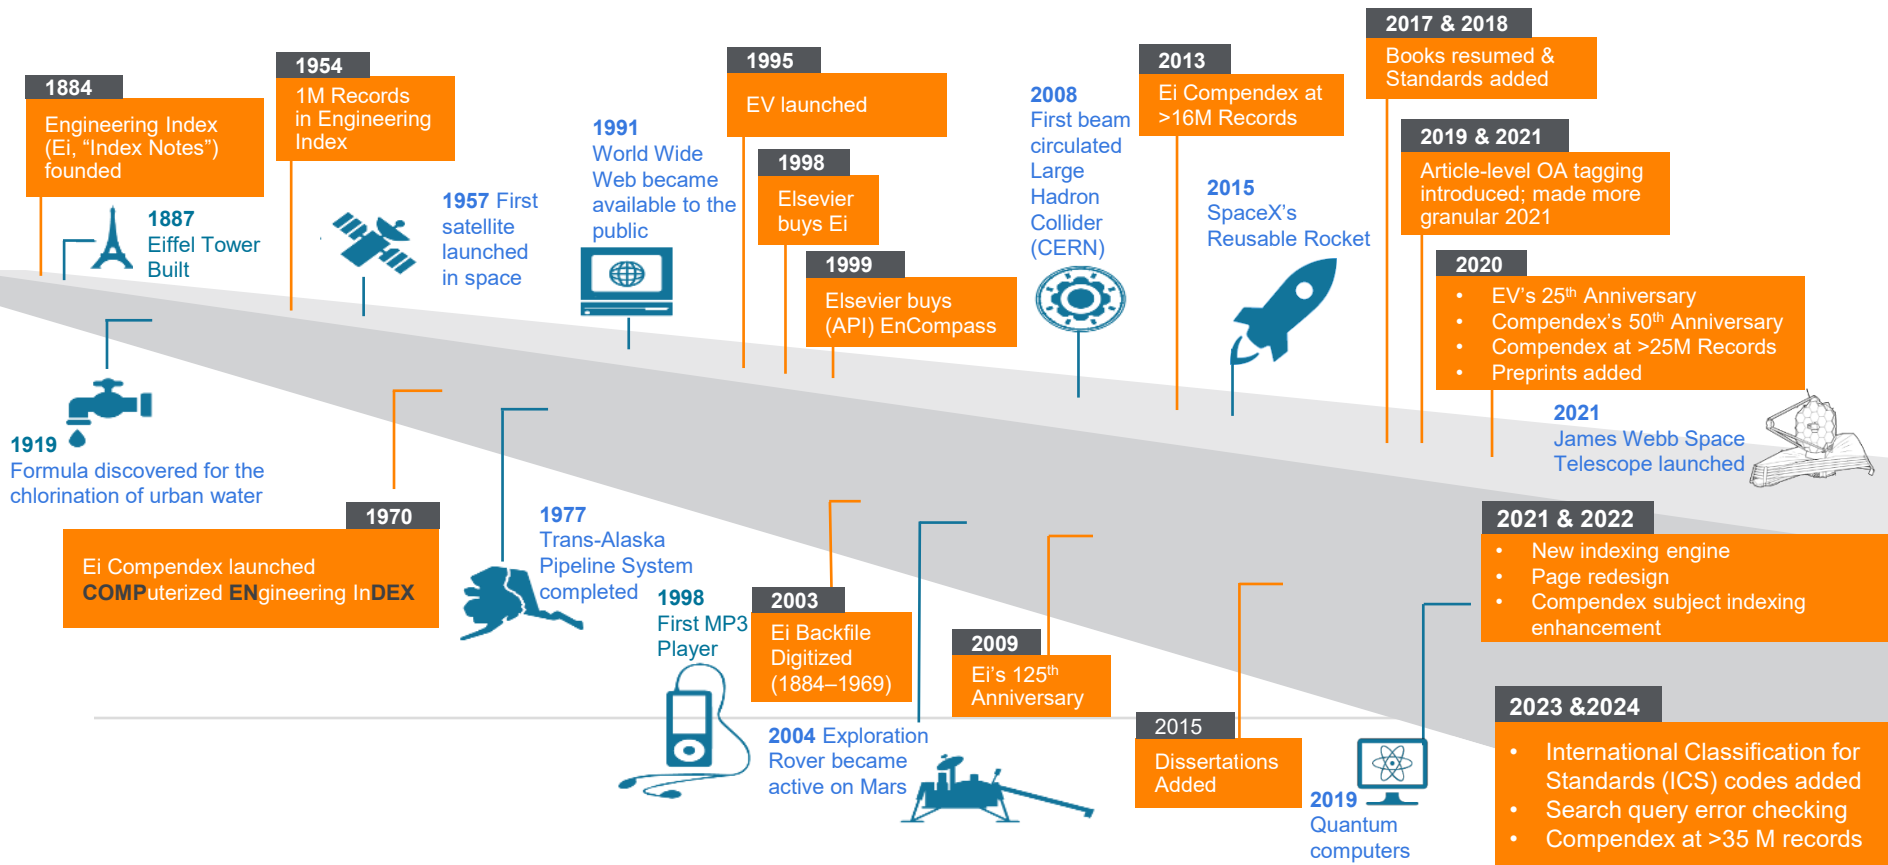 1884
Engineering Index
(Ei, “Index Notes”)
founded
1887
Eiffel Tower
Built
1919
Formula discovered for the
chlorination of urban water
1954
1M Records
in Engineering
Index
1957 First
satellite
launched
in space
1970
Ei Compendex launched
COMPuterized ENgineering InDEX
1977
Trans-Alaska
Pipeline System
completed
1991
World Wide
Web became
available to the
public
1995
EV launched
1998
Elsevier
buys Ei
1999
Elsevier buys
(API) EnCompass
1998
First MP3
Player
2003
Ei Backfile
Digitized
(1884–1969)
2004 Exploration
Rover became
active on Mars
2008
First beam
circulated
Large
Hadron
Collider
(CERN)
2009
Ei’s 125th
Anniversary
2013
Ei Compendex at
>16M Records
2015
SpaceX’s
Reusable Rocket
2015
Dissertations
Added
2017 & 2018
Books resumed &
Standards added
2019 & 2021
Article-level OA tagging
introduced; made more
granular 2021
2019
Quantum
computers
2020
• EV’s 25th Anniversary
• Compendex’s 50th Anniversary
• Compendex at >25M Records
• Preprints added
2021
James Webb Space
Telescope launched
2021 & 2022
• New indexing engine
• Page redesign
• Compendex subject indexing
enhancement
2023 &2024
• International Classification for
Standards (ICS) codes added
• Search query error checking
• Compendex at >35 M records